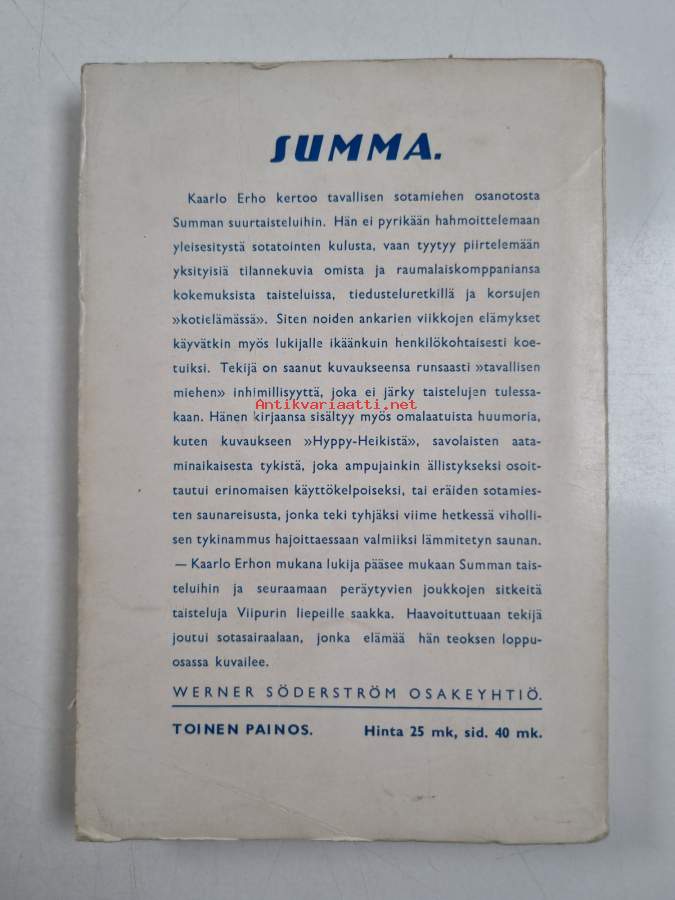 SUMMA.
Kaarlo Erho kertoo tavallisen sotamiehen osanotosta
Summan suurtaisteluihin. Hän ei pyrikään hahmoittelemaan
yleisesitystä sotatointen kulusta, vaan tyytyy piirtelemään
yksityisiä tilannekuvia omista ja raumalaiskomppaniansa
kokemuksista taisteluissa, tiedusteluretkillä ja korsujen
»kotielämässä». Siten noiden ankarien viikkojen elämykset
käyvätkin myös lukijalle ikäänkuin henkilökohtaisesti koe-
tuiksi. Tekijä on saanut kuvaukseensa runsaasti »tavallisen
miehen» inhimillisyyttä, joka ei järky taistelujen tulessa-
Antikvariaatti.net
kaan. Hänen kirjaansa sisältyy myös omalaatuista huumoria,
kuten kuvaukseen »Hyppy-Heikistä», savolaisten aata-
minaikaisesta tykistä, joka ampujainkin ällistykseksi osoit-
tautui erinomaisen käyttökelpoiseksi, tai eräiden sotamies-
ten saunareisusta, jonka teki tyhjäksi viime hetkessä viholli-
sen tykinammus hajoittaessaan valmiiksi lämmitetyn saunan.
— Kaarlo Erhon mukana lukija pääsee mukaan Summan tais-
teluihin ja seuraamaan peräytyvien joukkojen sitkeitä
taisteluja Viipurin liepeille saakka. Haavoituttuaan tekijä
joutui sotasairaalaan, jonka elämää hän teoksen loppu-
osassa kuvailee.
WERNER SÖDERSTRÖM OSAKEYHTIÖ.
TOINEN PAINOS. Hinta 25 mk, sid. 40 mk.